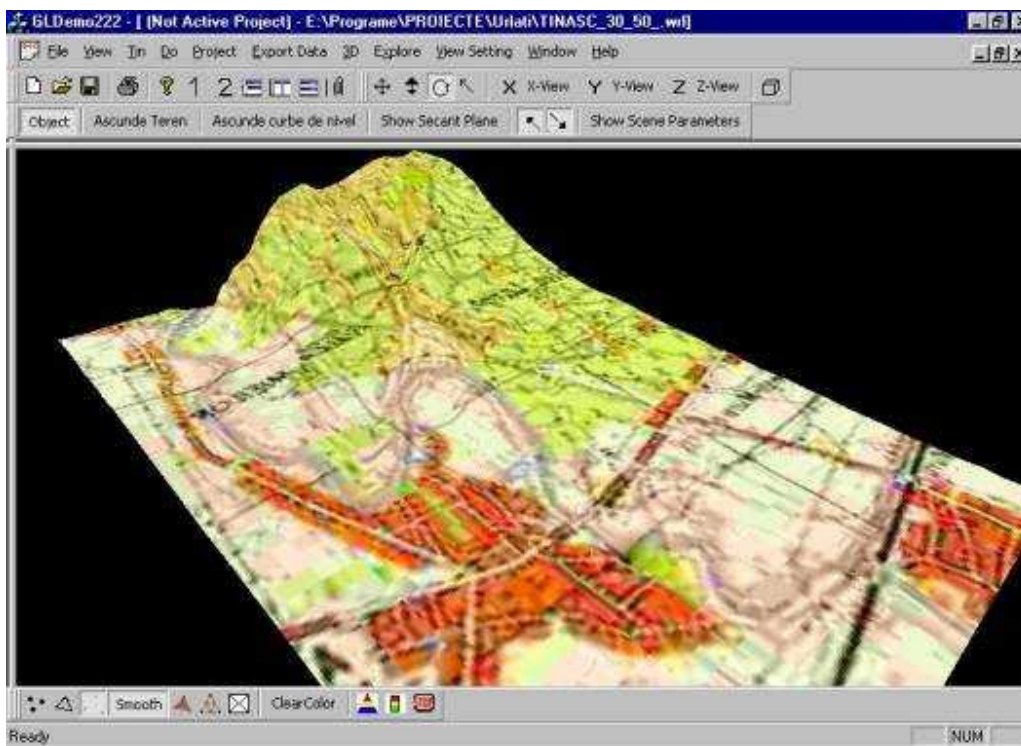 GLDemo222 - [ (Not Active Project) - E:\Programe\PROIECTE\Urlati\TINASC_30_50_.wrl]
File View Tin Do Project Export Data 3D Explore View Setting Window Help
1 2 X X-View Y Y-View Z Z-View
Object Ascunde Teren Ascunde curbe de nivel Show Secant Plane Show Scene Parameters
Smooth ClearColor
Ready NUM